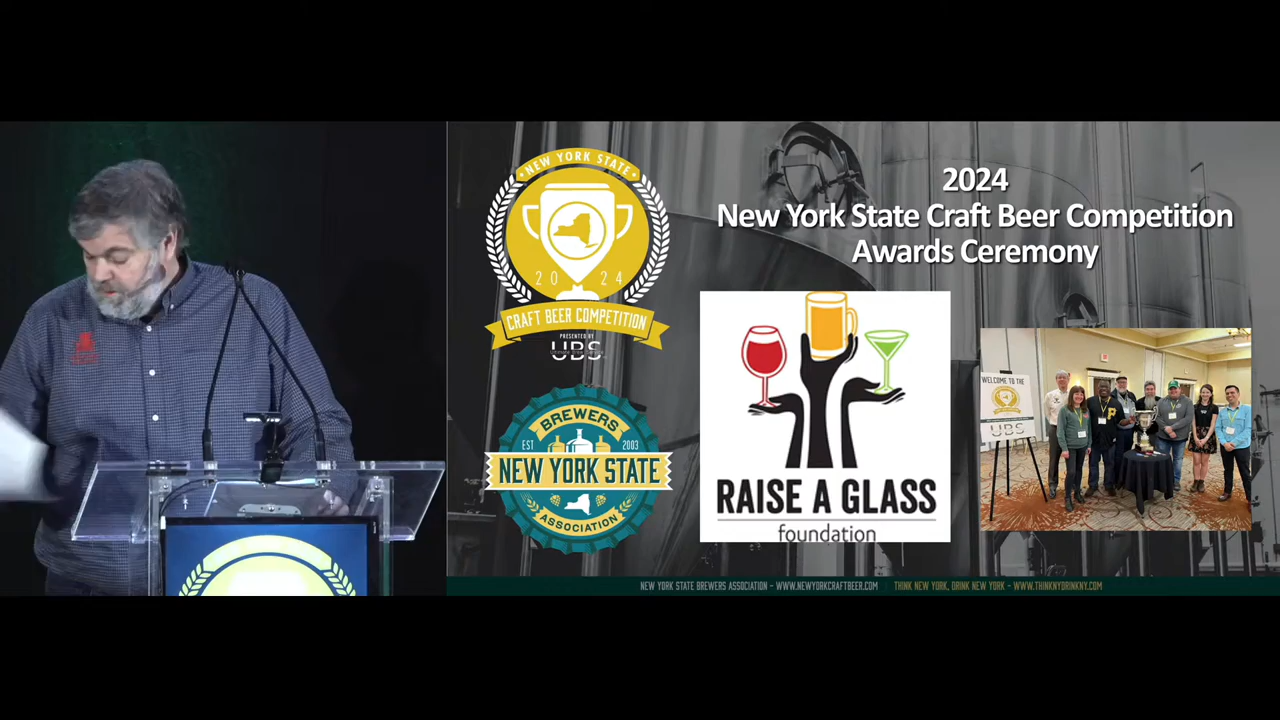 NEW YORK STATE
2024
CRAFT BEER COMPETITION
PRESENTED BY
UBS
2024
New York State Craft Beer Competition
Awards Ceremony
BREWERS
EST 2003
NEW YORK STATE
ASSOCIATION
RAISE A GLASS
foundation
WELCOME TO THE
UBS
NEW YORK STATE BREWERS ASSOCIATION - WWW.NEWYORKCRAFTBEER.COM
THINK NEW YORK, DRINK NEW YORK - WWW.THINKNYDRINKNY.COM